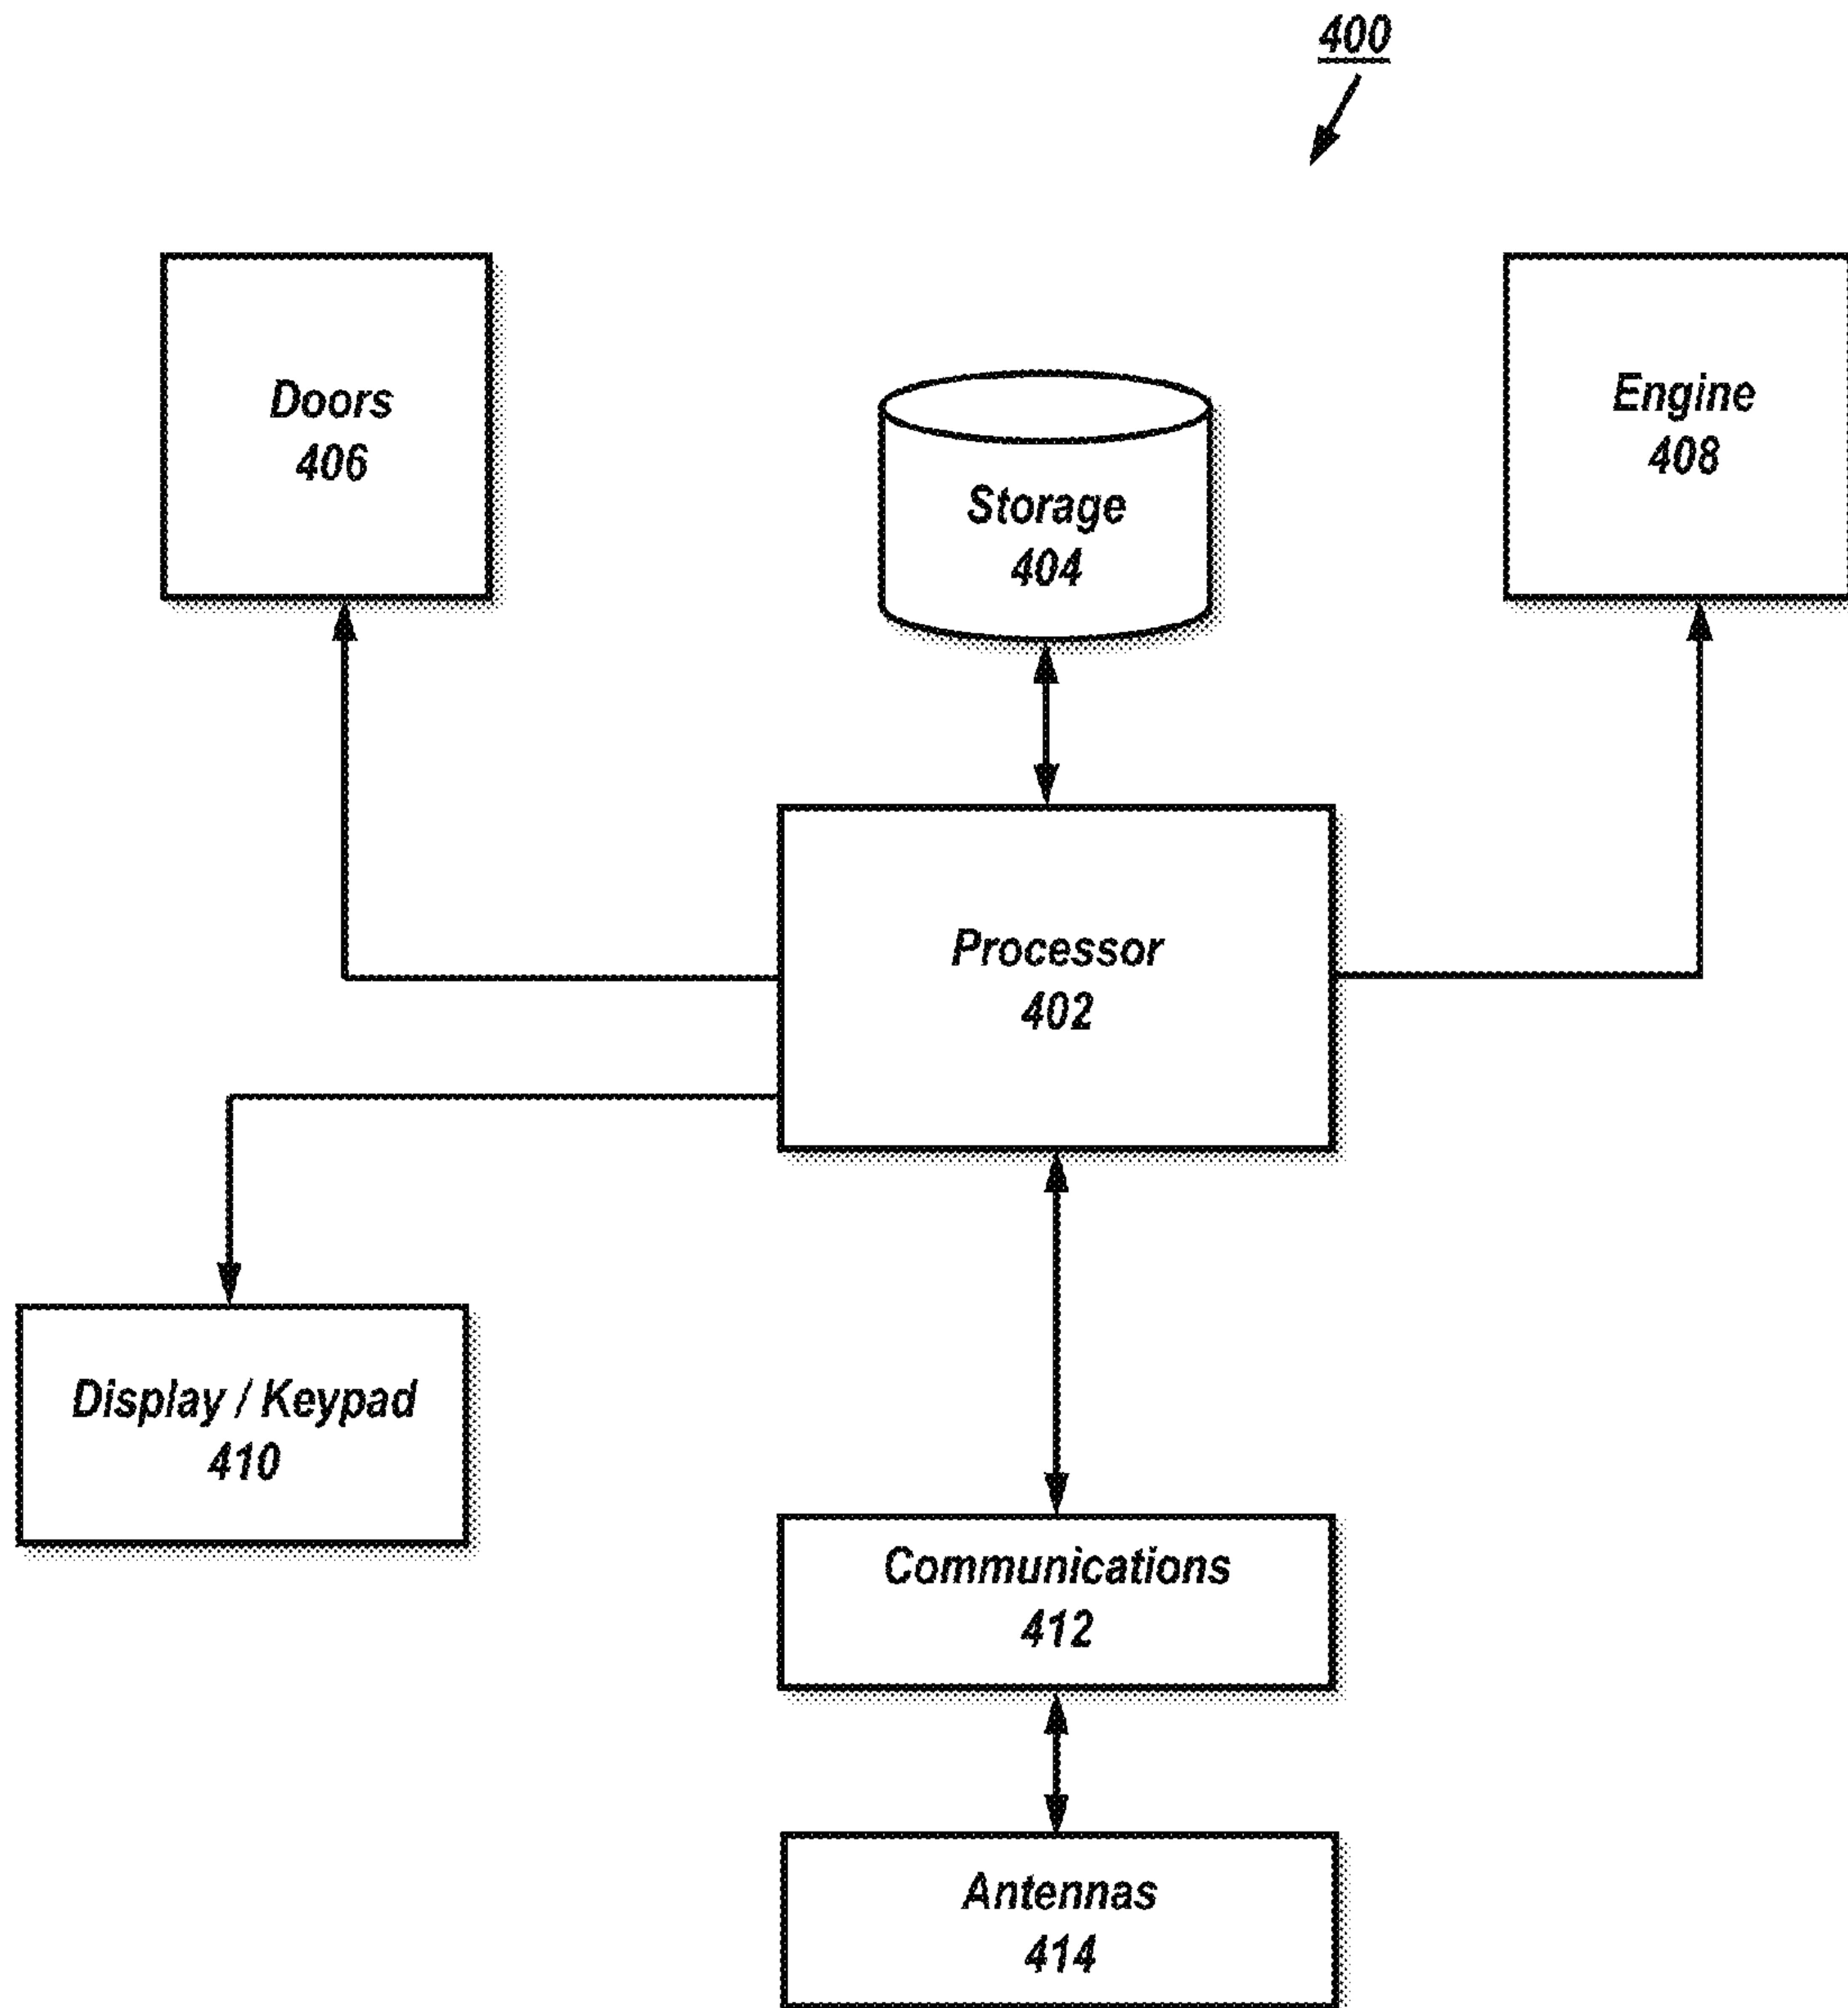 400
Doors
406
Engine
408
Storage
404
Processor
402
Display / Keypad
410
Communications
412
Antennas
414